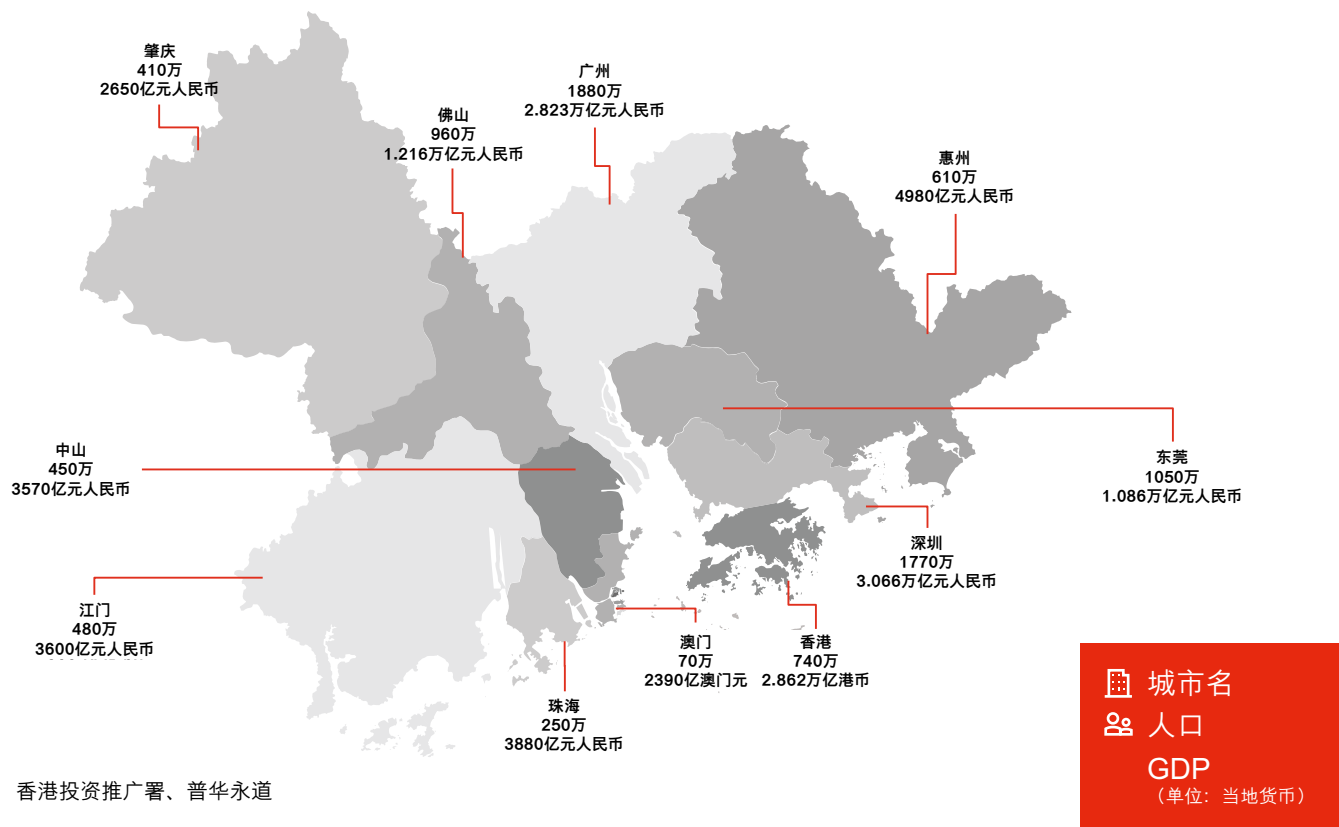 肇庆
410万
2650亿元人民币
广州
1880万
2.823万亿元人民币
佛山
960万
1.216万亿元人民币
惠州
610万
4980亿元人民币
中山
450万
3570亿元人民币
东莞
1050万
1.086万亿元人民币
深圳
1770万
3.066万亿元人民币
江门
480万
3600亿元人民币
澳门
70万
2390亿澳门元
香港
740万
2.862万亿港币
珠海
250万
3880亿元人民币
城市名
人口
GDP
（单位：当地货币）
香港投资推广署、普华永道